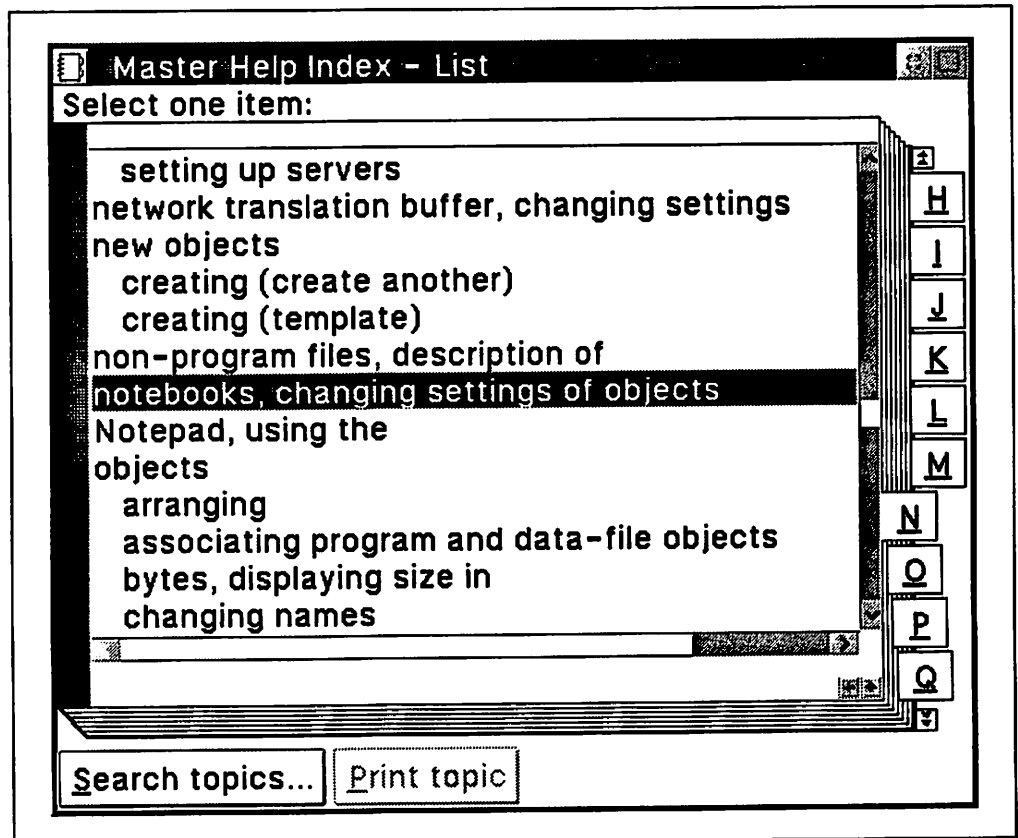 Master Help Index - List
Select one item:
setting up servers
network translation buffer, changing settings
new objects
creating (create another)
creating (template)
non-program files, description of
notebooks, changing settings of objects
Notepad, using the
objects
arranging
associating program and data-file objects
bytes, displaying size in
changing names
H
I
J
K
L
M
N
O
P
Q
Search topics...
Print topic